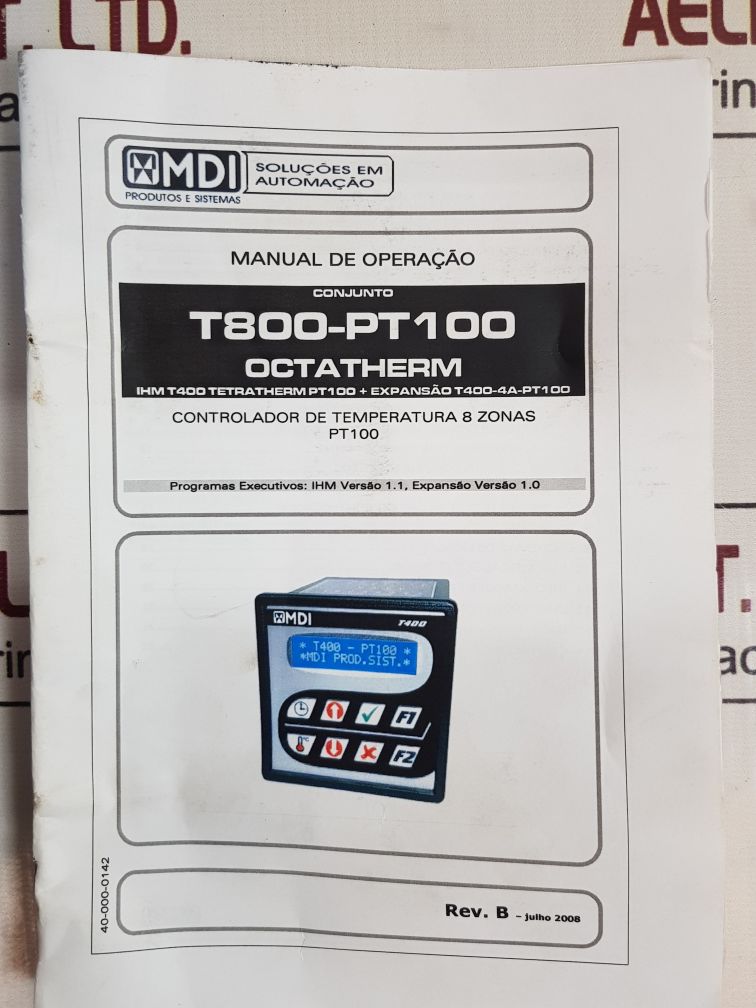 T. LTD.
MDI
PRODUTOS E SISTEMAS
SOLUÇÕES EM
AUTOMAÇÃO
MANUAL DE OPERAÇÃO
CONJUNTO
T800-PT100
OCTATHERM
IHM T400 TETRATHERM PT100 + EXPANSÃO T400-4A-PT100
CONTROLADOR DE TEMPERATURA 8 ZONAS
PT100
Programas Executivos: IHM Versão 1.1, Expansão Versão 1.0
MDI
T400
* T400 - PT100 *
*MDI PROD.SIST.*
F1
°C
F2
40-000-0142
Rev. B – julho 2008